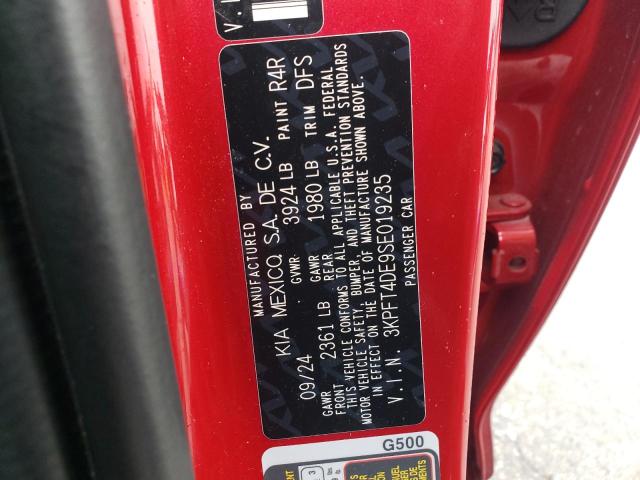 MANUFACTURED BY
KIA MEXICO, S.A. DE C.V.
09/24 GVWR 3924 LB PAINT R4R
GAWR FRONT 2361 LB GAWR REAR 1980 LB TRIM DFS
THIS VEHICLE CONFORMS TO ALL APPLICABLE U.S.A. FEDERAL
MOTOR VEHICLE SAFETY, BUMPER, AND THEFT PREVENTION STANDARDS
IN EFFECT ON THE DATE OF MANUFACTURE SHOWN ABOVE.
V.I.N. 3KPFT4DE9SE019235
PASSENGER CAR
G500